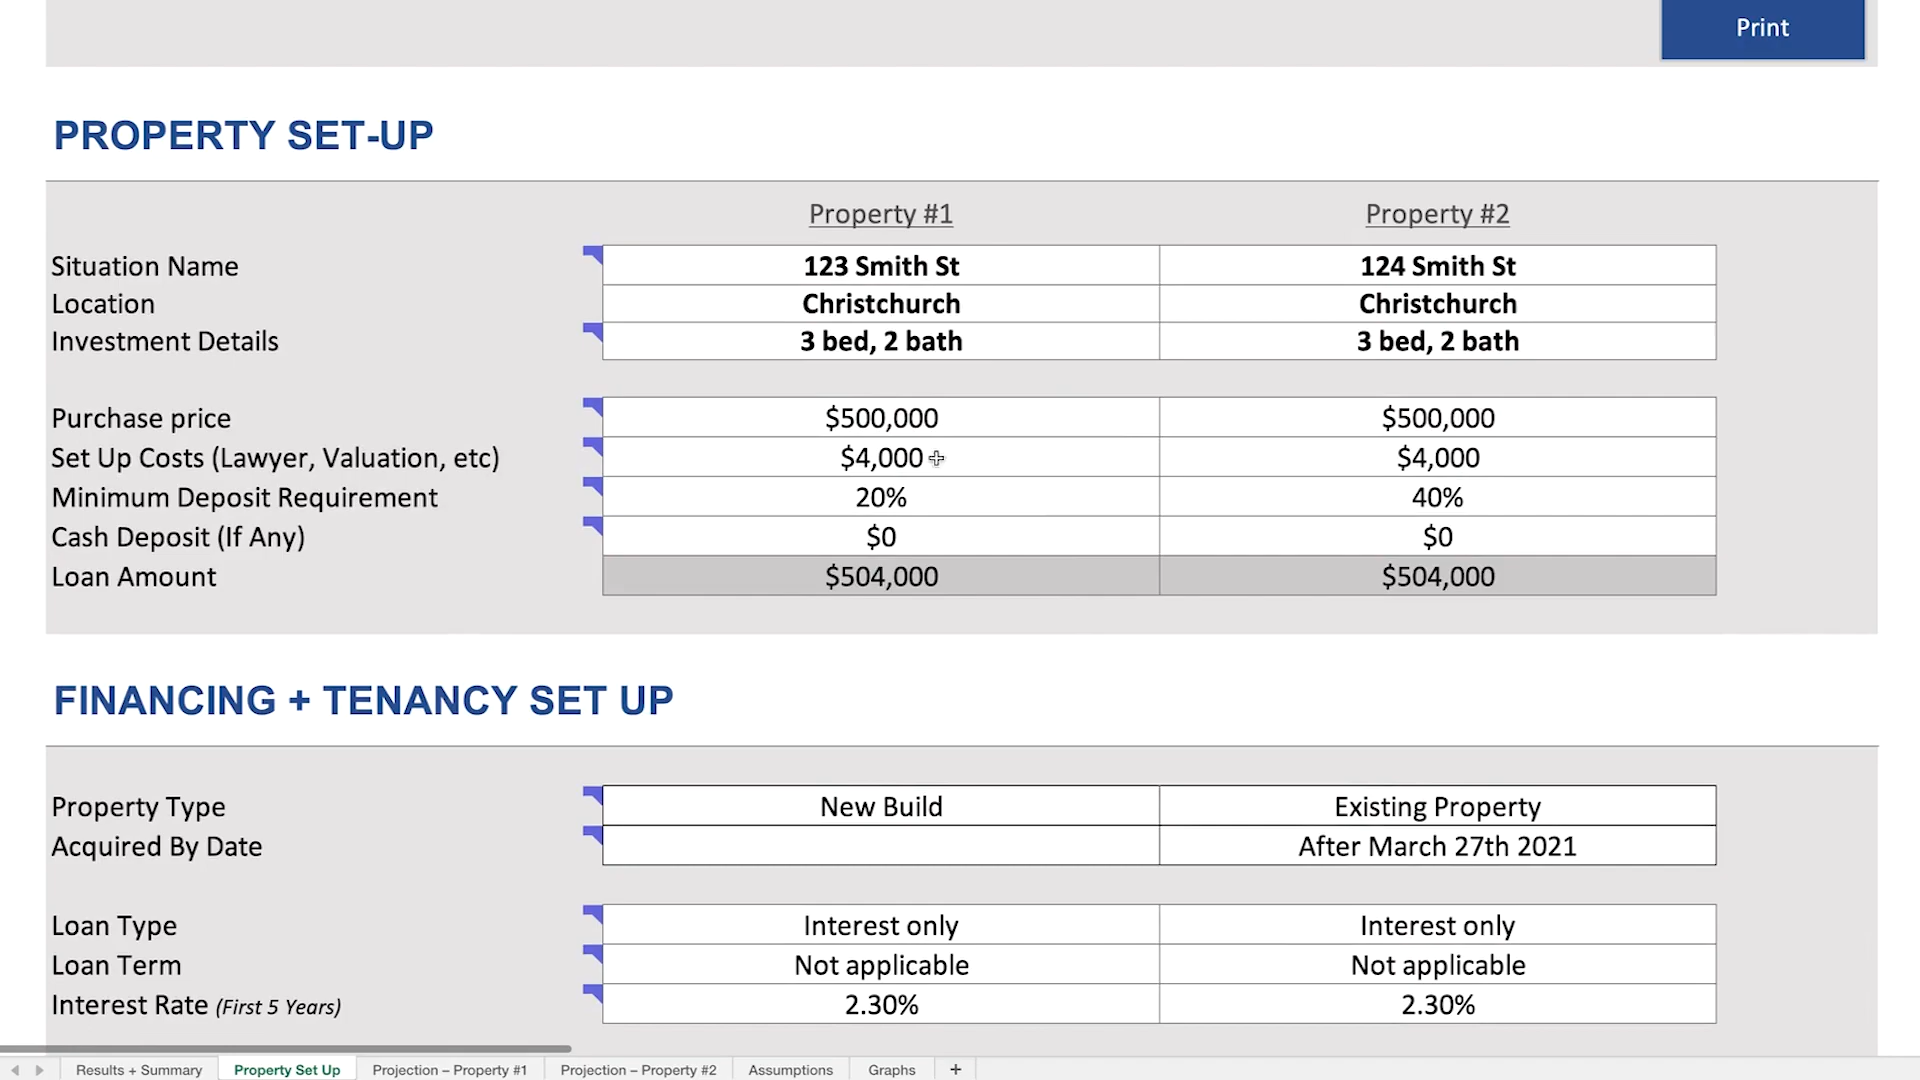 Print
PROPERTY SET-UP
Property #1 Property #2
Situation Name 123 Smith St 124 Smith St
Location Christchurch Christchurch
Investment Details 3 bed, 2 bath 3 bed, 2 bath
Purchase price $500,000 $500,000
Set Up Costs (Lawyer, Valuation, etc) $4,000 $4,000
Minimum Deposit Requirement 20% 40%
Cash Deposit (If Any) $0 $0
Loan Amount $504,000 $504,000
FINANCING + TENANCY SET UP
Property Type New Build Existing Property
Acquired By Date After March 27th 2021
Loan Type Interest only Interest only
Loan Term Not applicable Not applicable
Interest Rate (First 5 Years) 2.30% 2.30%
Results + Summary Property Set Up Projection – Property #1 Projection – Property #2 Assumptions Graphs +